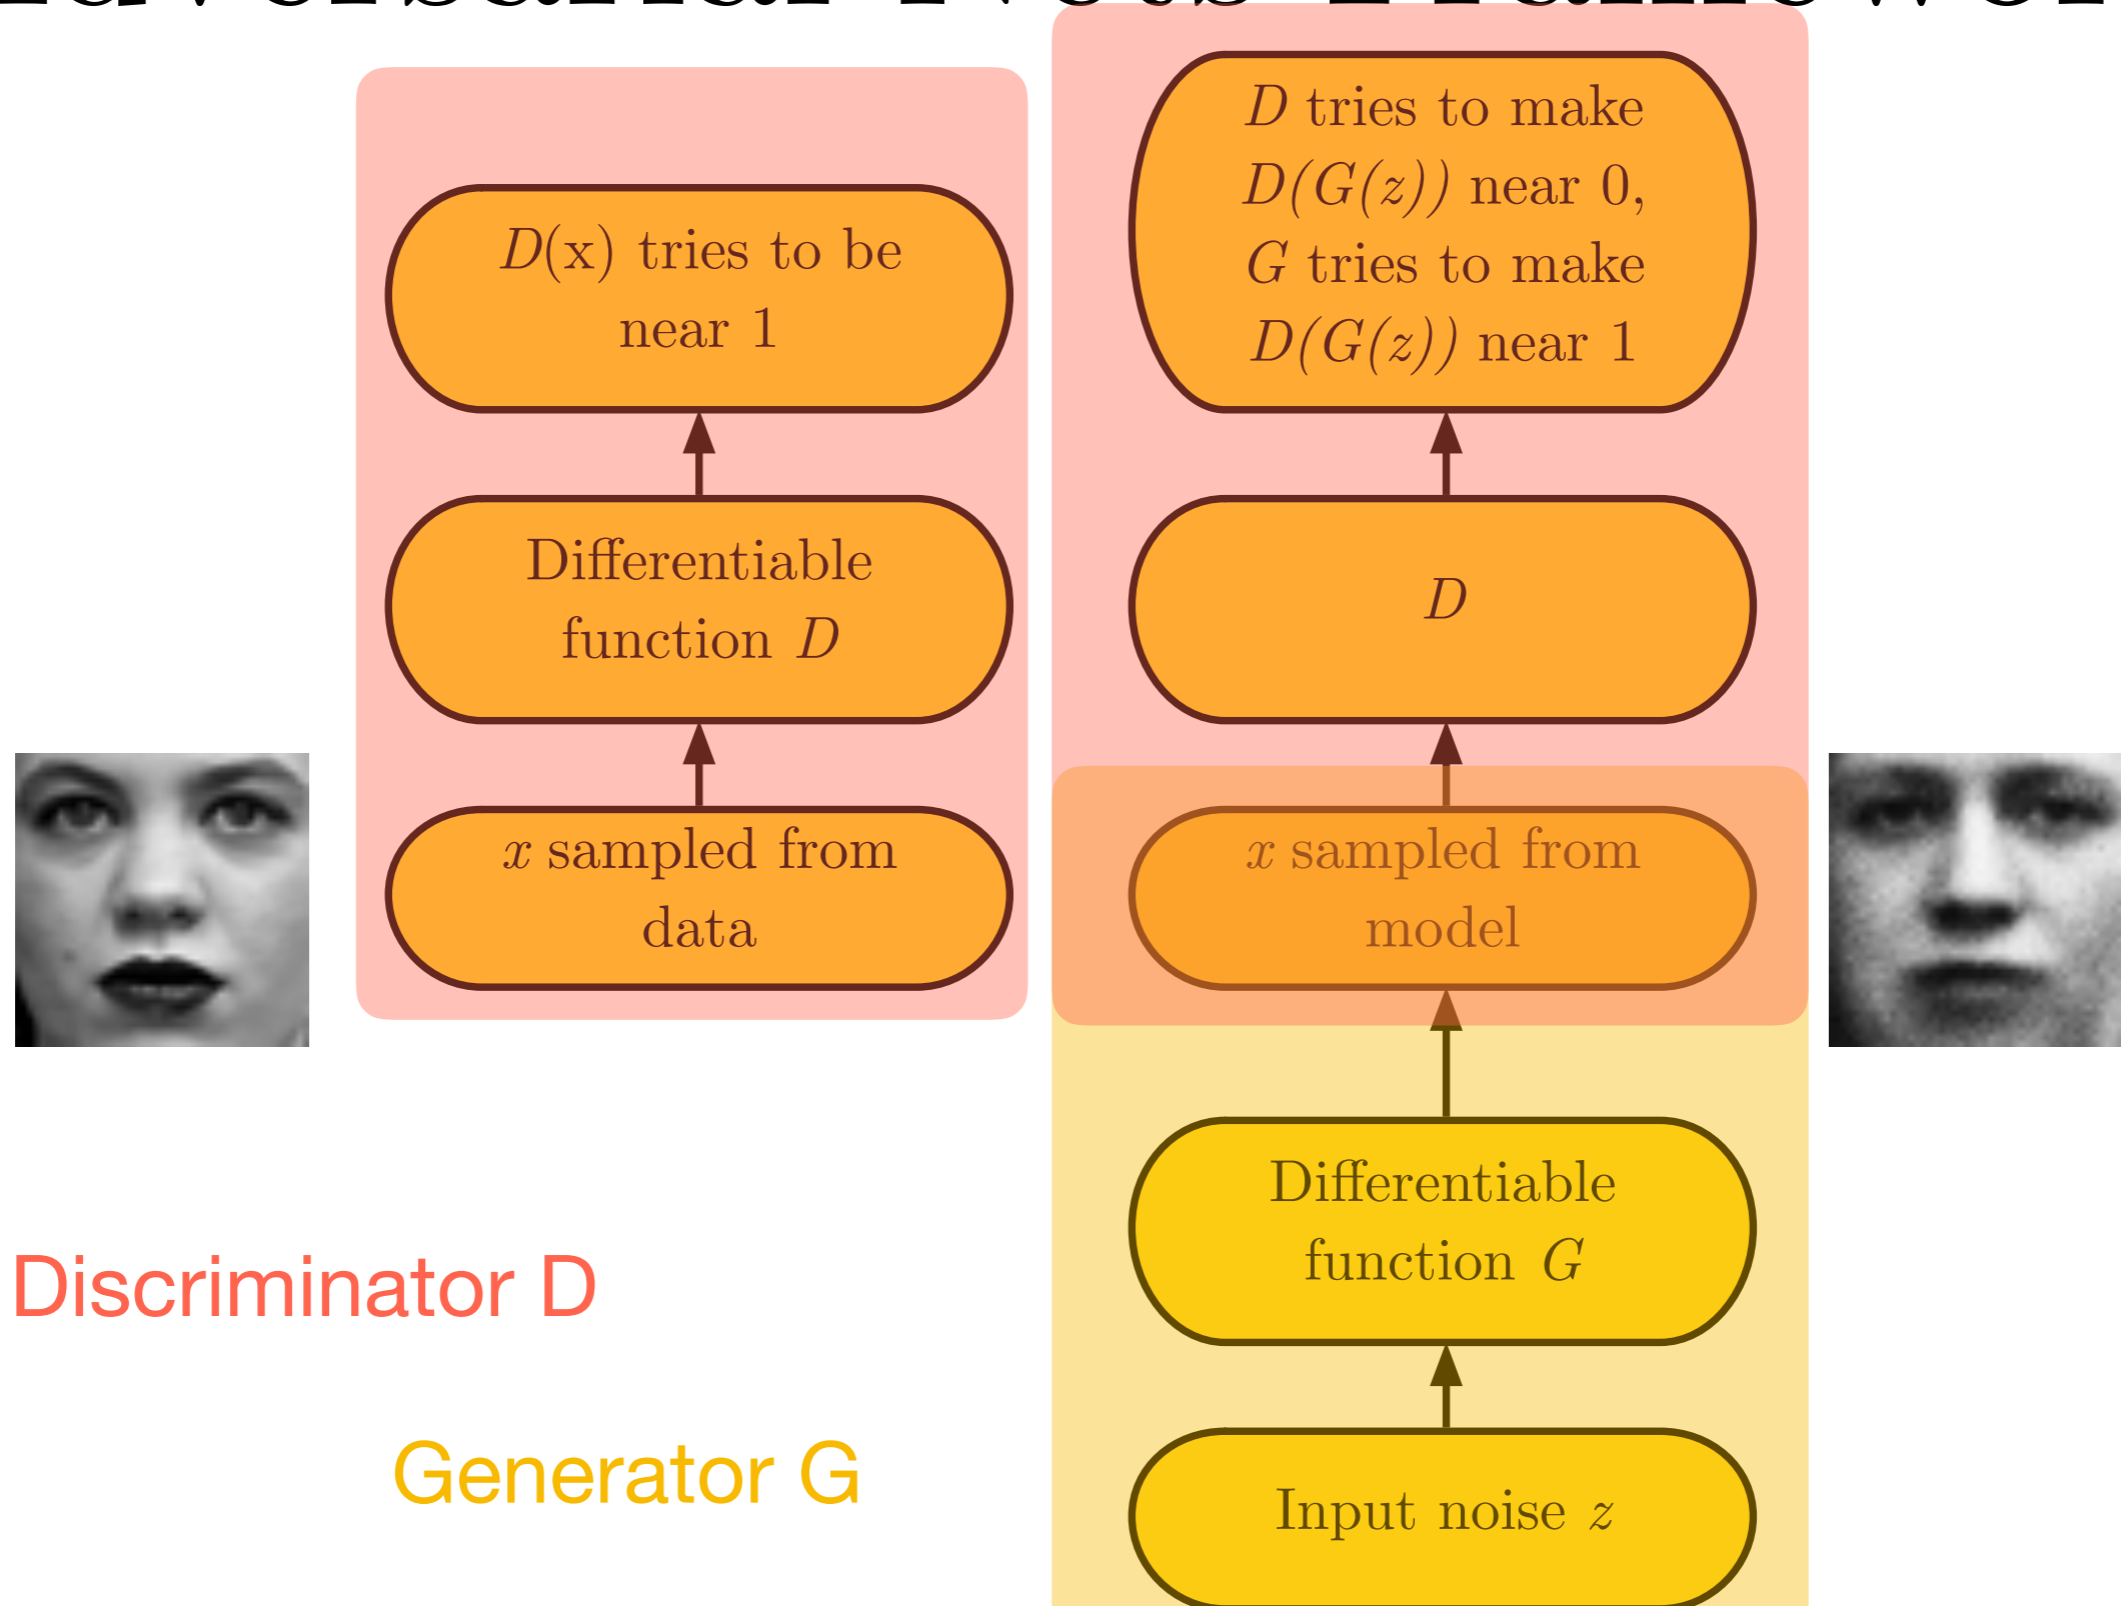 D(x) tries to be
near 1
Differentiable
function D
x sampled from
data
D tries to make
D(G(z)) near 0,
G tries to make
D(G(z)) near 1
D
x sampled from
model
Differentiable
function G
Input noise z
Discriminator D
Generator G